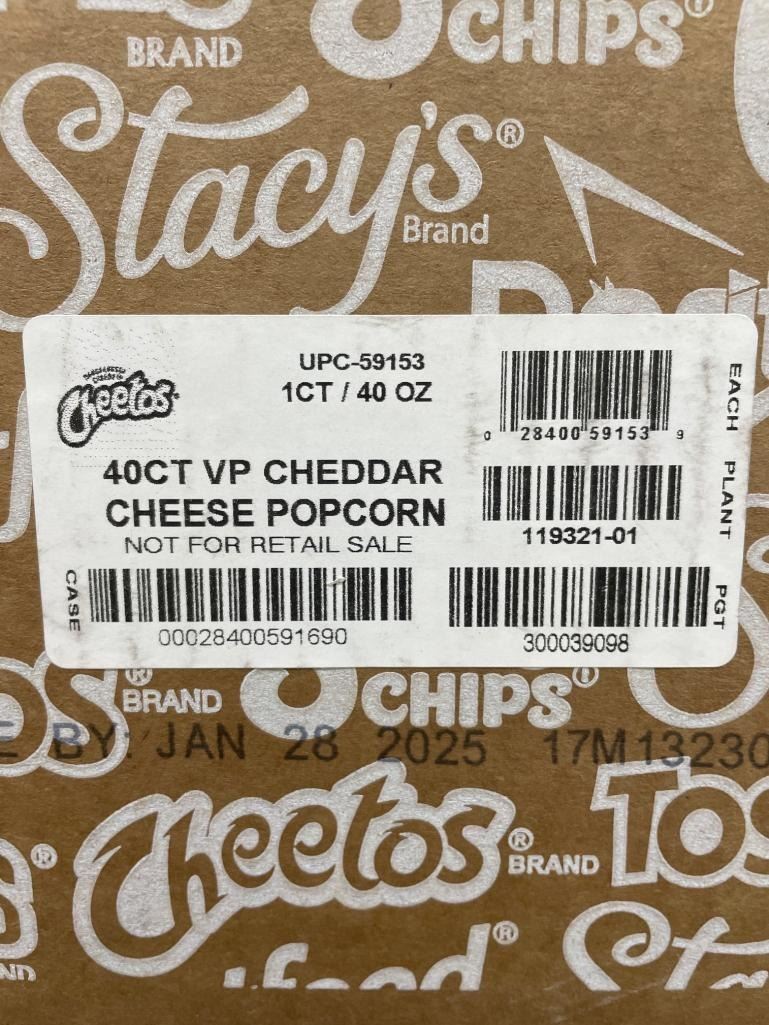 BRAND
CHIPS®
Stacy's®
Brand
Cheetos
UPC-59153
1CT / 40 OZ
0 28400 59153 9
EACH
40CT VP CHEDDAR
CHEESE POPCORN
NOT FOR RETAIL SALE
119321-01
PLANT
CASE
00028400591690
300039098
PGT
®
BRAND
CHIPS®
BY: JAN 28 2025 17M13230
®
Cheetos®
BRAND
TOS
®